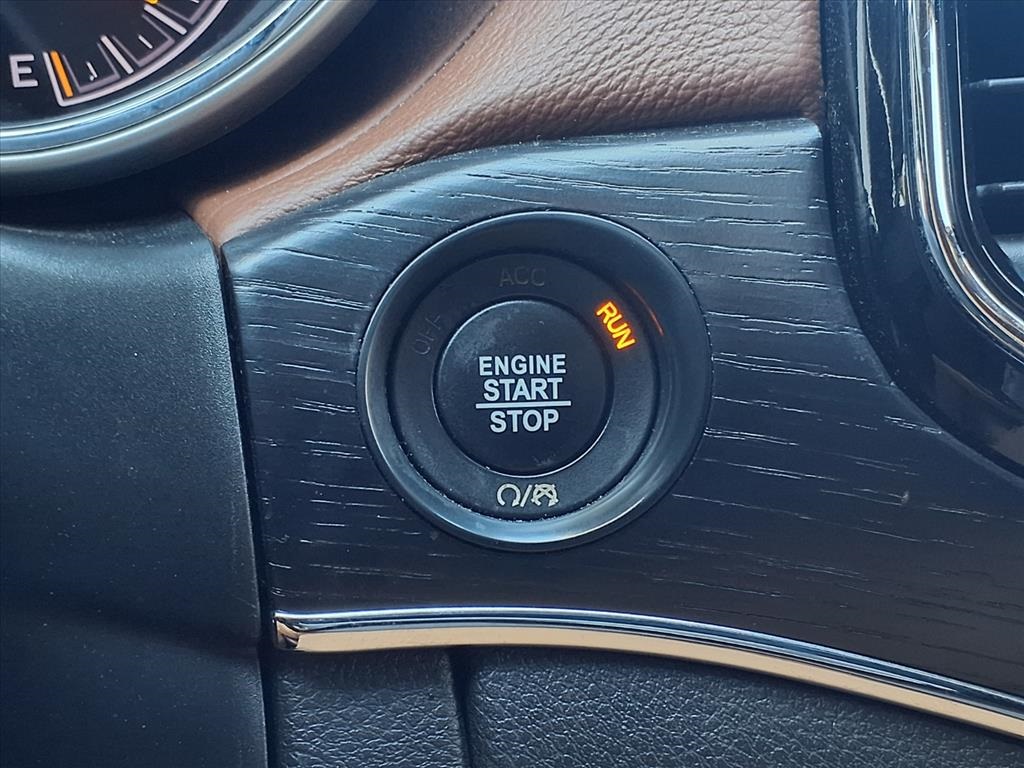 E
ACC
OFF
RUN
ENGINE
START
STOP